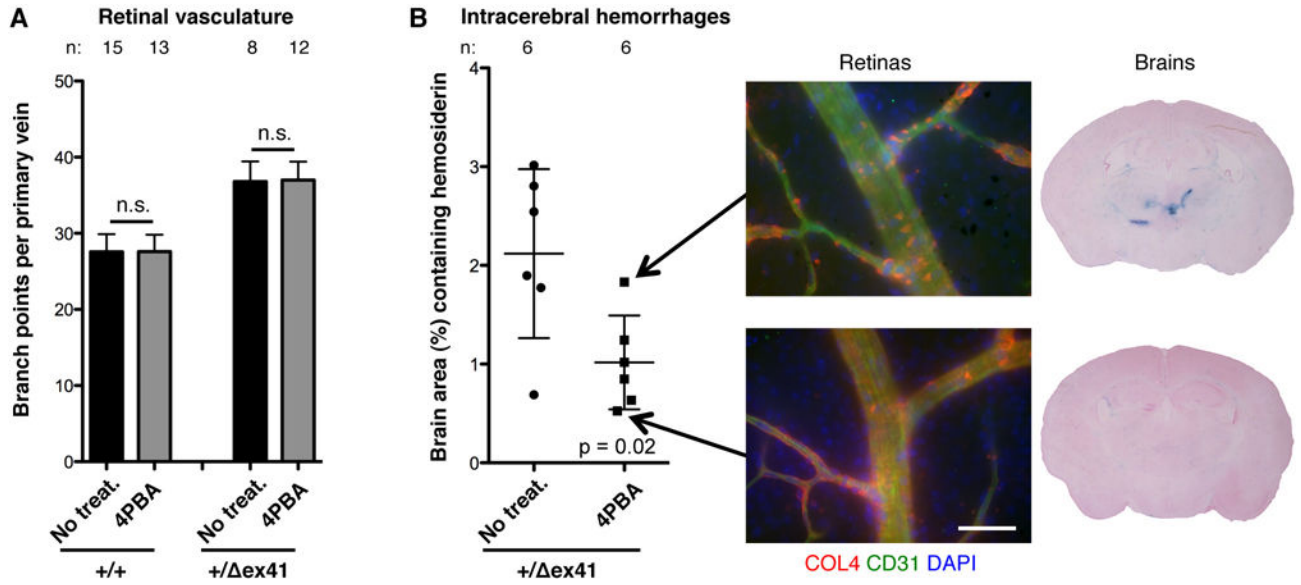 A
Retinal vasculature
n: 15 13 8 12
Branch points per primary vein
50
40
30
20
10
0
n.s.
n.s.
No treat.
4PBA
No treat.
4PBA
+/+
+/Δex41
B
Intracerebral hemorrhages
n: 6 6
Brain area (%) containing hemosiderin
4
3
2
1
0
p = 0.02
No treat.
4PBA
+/Δex41
Retinas
Brains
COL4 CD31 DAPI